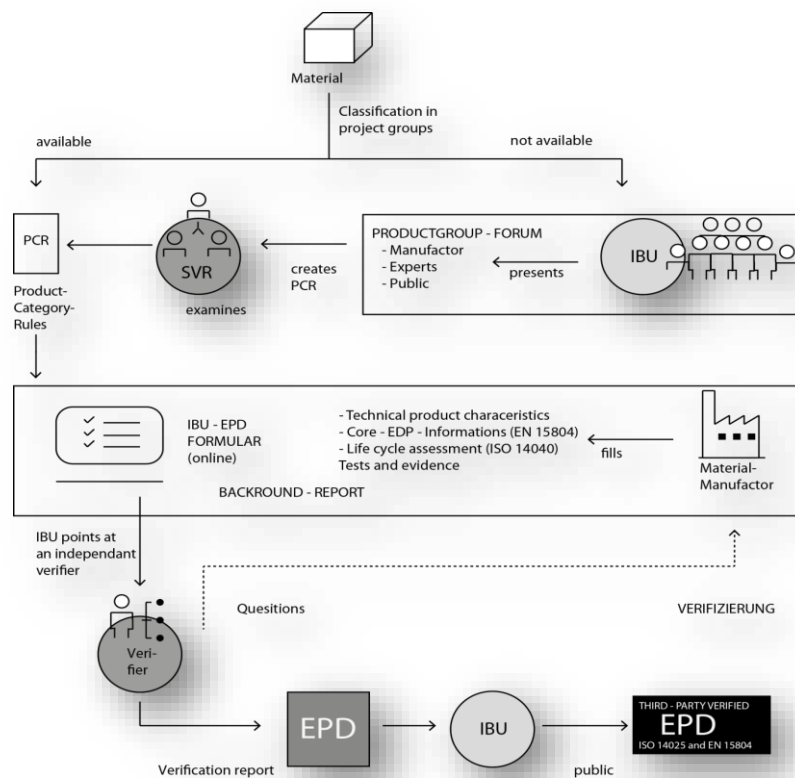 Material
Classification in
project groups
available
not available
PCR
Product-
Category-
Rules
SVR
examines
creates
PCR
PRODUCTGROUP - FORUM
- Manufactor
- Experts
- Public
presents
IBU
IBU - EPD
FORMULAR
(online)
- Technical product characeristics
- Core - EDP - Informations (EN 15804)
- Life cycle assessment (ISO 14040)
Tests and evidence
fills
Material-
Manufactor
BACKROUND - REPORT
IBU points at
an independant
verifier
Quesitions
VERIFIZIERUNG
Veri-
fier
Verification report
EPD
IBU
public
THIRD - PARTY VERIFIED
EPD
ISO 14025 and EN 15804